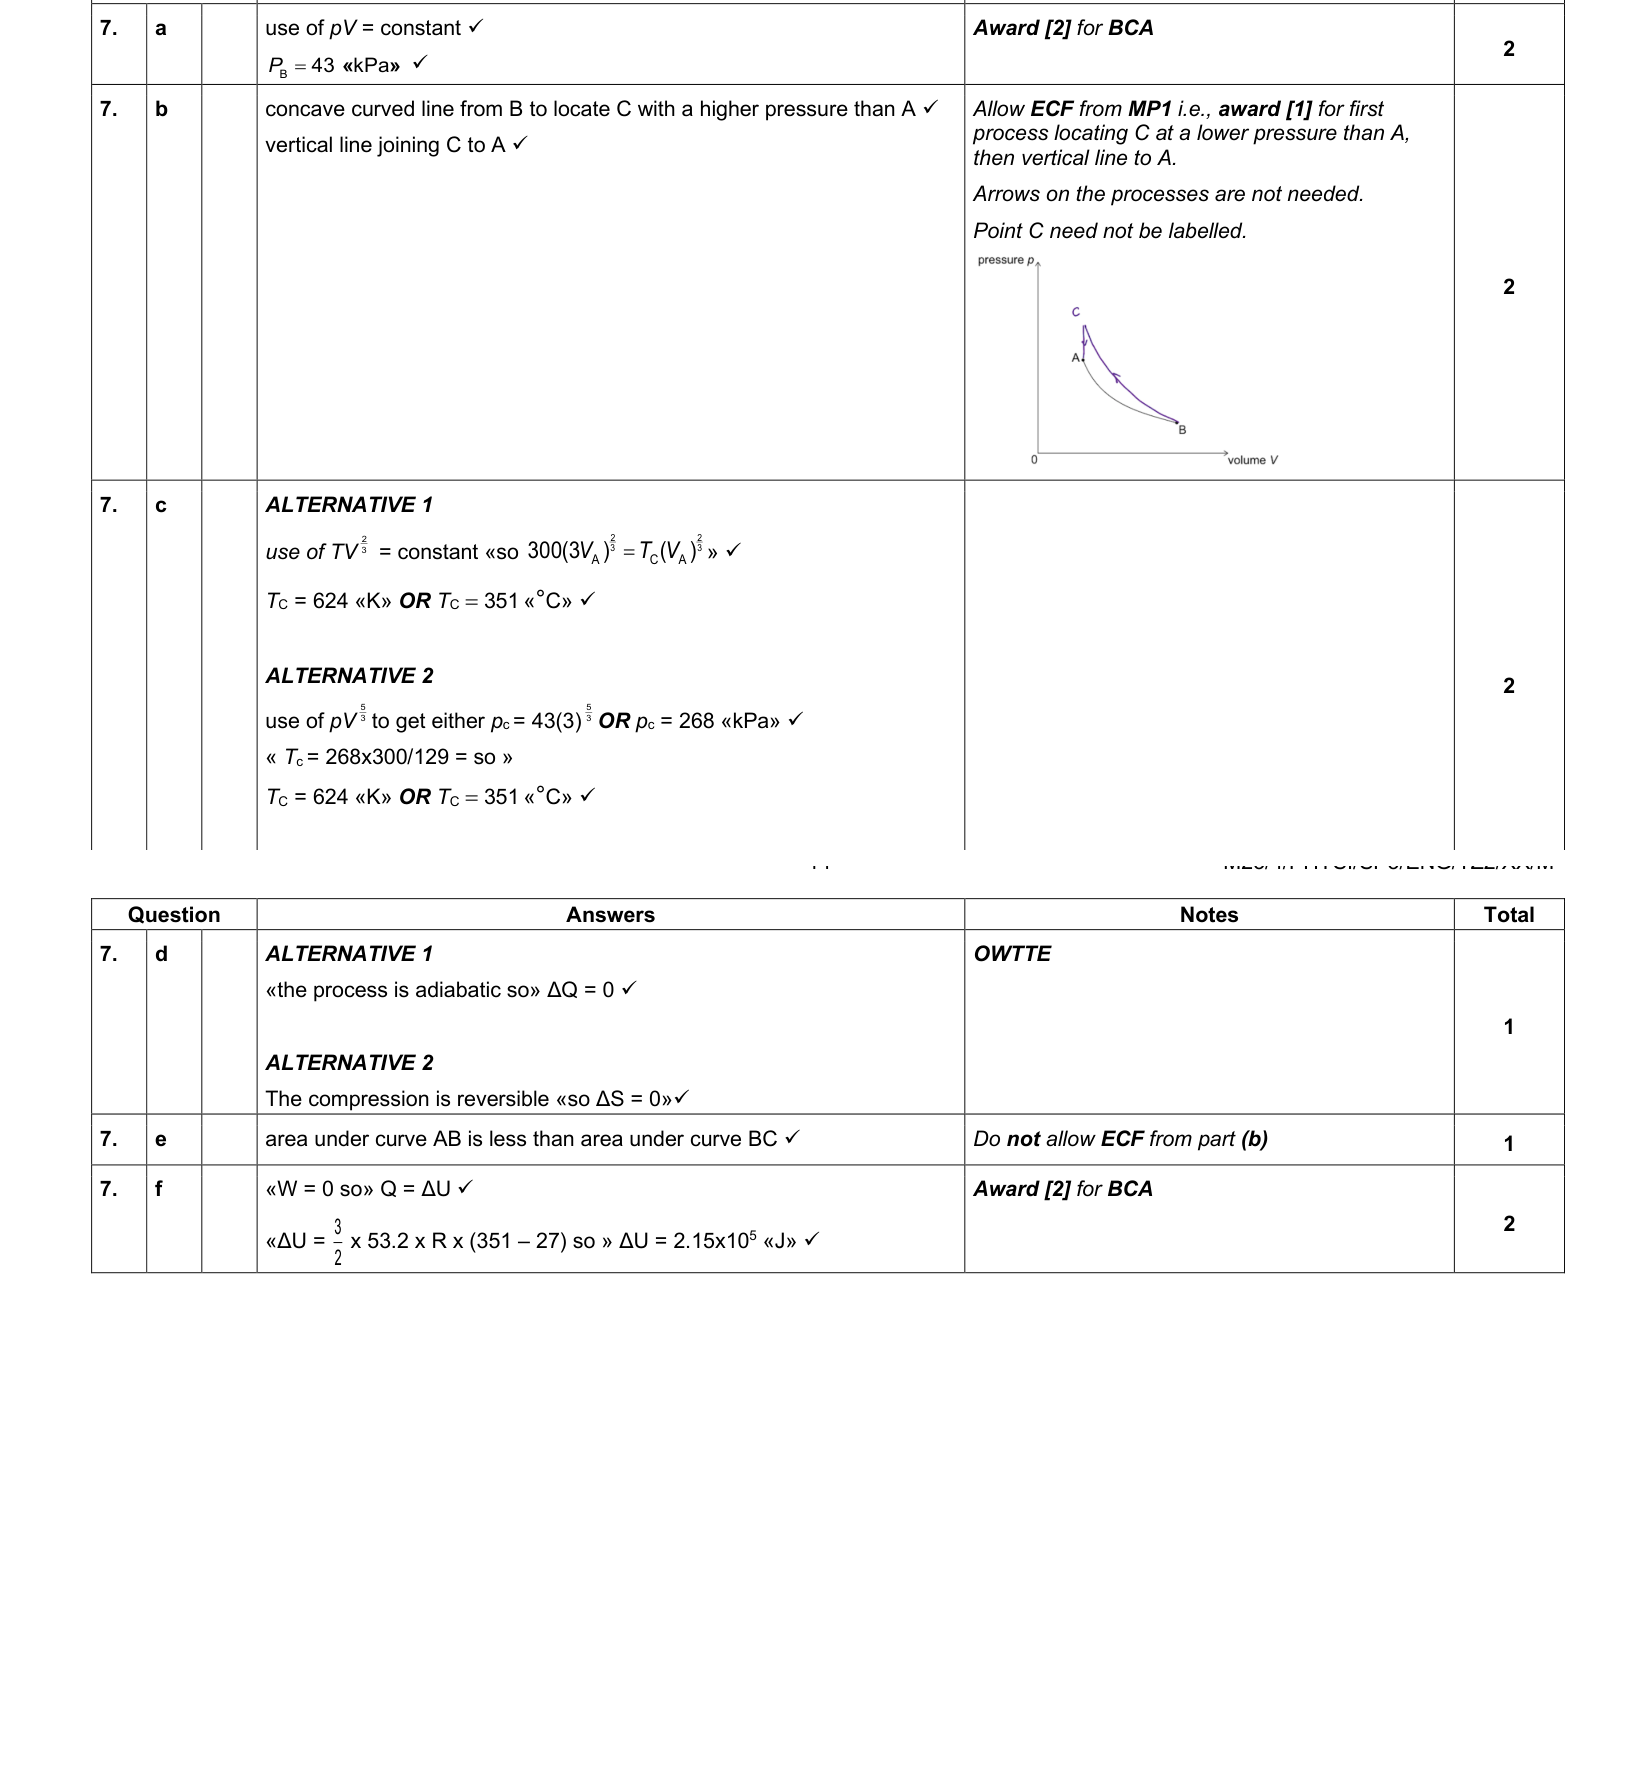 7. a use of pV = constant ✓ Award [2] for BCA 2
P_B = 43 «kPa» ✓
7. b concave curved line from B to locate C with a higher pressure than A ✓
vertical line joining C to A ✓
Allow ECF from MP1 i.e., award [1] for first
process locating C at a lower pressure than A,
then vertical line to A.
Arrows on the processes are not needed.
Point C need not be labelled.
pressure p
C
A
B
0
volume V
2
7. c ALTERNATIVE 1
use of TV^(2/3) = constant «so 300(3V_A)^(2/3) = T_C(V_A)^(2/3) » ✓
T_C = 624 «K» OR T_C = 351 «°C» ✓
ALTERNATIVE 2
use of pV^(5/3) to get either p_c = 43(3)^(5/3) OR p_c = 268 «kPa» ✓
« T_c = 268x300/129 = so »
T_C = 624 «K» OR T_C = 351 «°C» ✓
2
Question Answers Notes Total
7. d ALTERNATIVE 1 OWTTE
«the process is adiabatic so» ΔQ = 0 ✓
1
ALTERNATIVE 2
The compression is reversible «so ΔS = 0»✓
7. e area under curve AB is less than area under curve BC ✓ Do not allow ECF from part (b) 1
7. f «W = 0 so» Q = ΔU ✓ Award [2] for BCA
«ΔU = 3/2 x 53.2 x R x (351 – 27) so » ΔU = 2.15x10⁵ «J» ✓
2